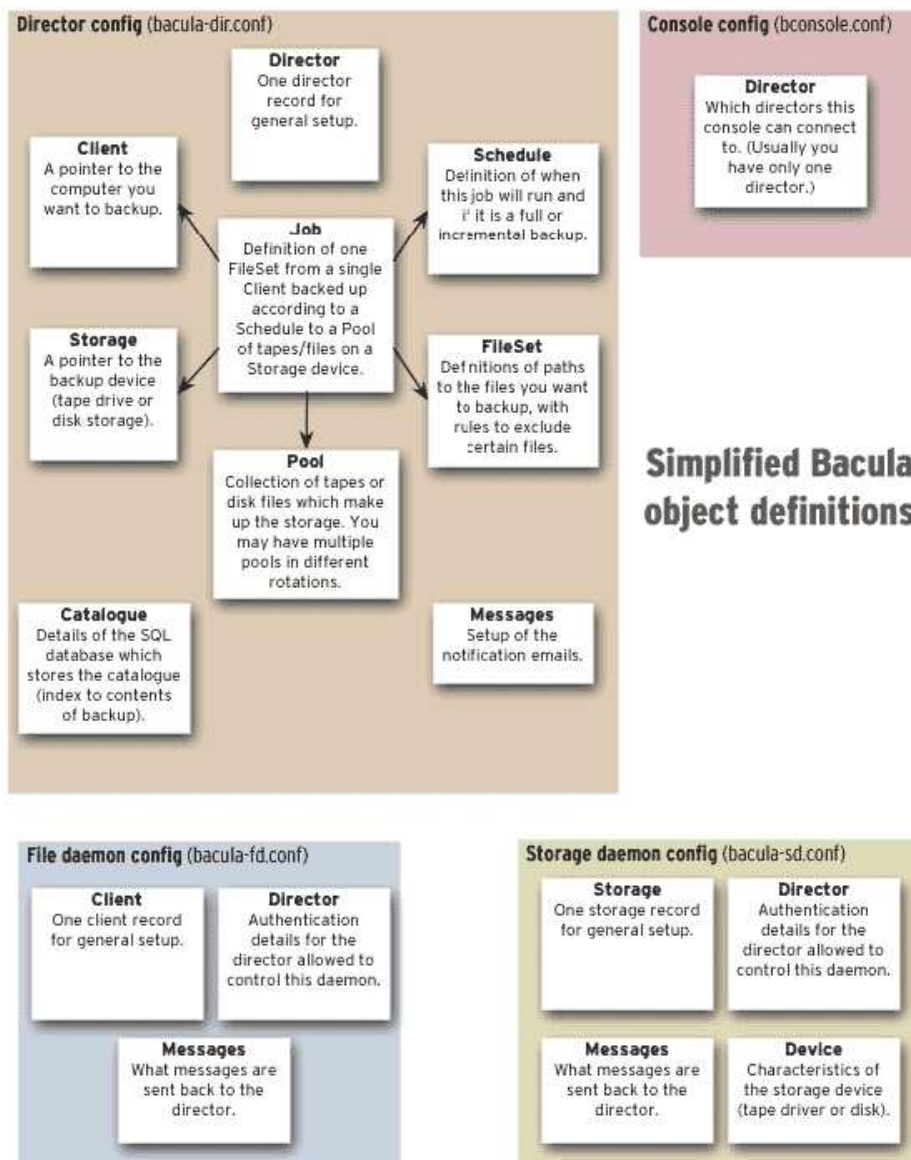 Director config (bacula-dir.conf)
Director
One director
record for
general setup.
Client
A pointer to the
computer you
want to backup.
Schedule
Definition of when
this job will run and
if it is a full or
incremental backup.
Job
Definition of one
FileSet from a single
Client backed up
according to a
Schedule to a Pool
of tapes/files on a
Storage device.
Storage
A pointer to the
backup device
(tape drive or
disk storage).
FileSet
Definitions of paths
to the files you want
to backup, with
rules to exclude
certain files.
Pool
Collection of tapes or
disk files which make
up the storage. You
may have multiple
pools in different
rotations.
Catalogue
Details of the SQL
database which
stores the catalogue
(index to contents
of backup).
Messages
Setup of the
notification emails.
Console config (bconsole.conf)
Director
Which directors this
console can connect
to. (Usually you
have only one
director.)
Simplified Bacula
object definitions
File daemon config (bacula-fd.conf)
Client
One client record
for general setup.
Director
Authentication
details for the
director allowed to
control this daemon.
Messages
What messages are
sent back to the
director.
Storage daemon config (bacula-sd.conf)
Storage
One storage record
for general setup.
Director
Authentication
details for the
director allowed to
control this daemon.
Messages
What messages are
sent back to the
director.
Device
Characteristics of
the storage device
(tape driver or disk).